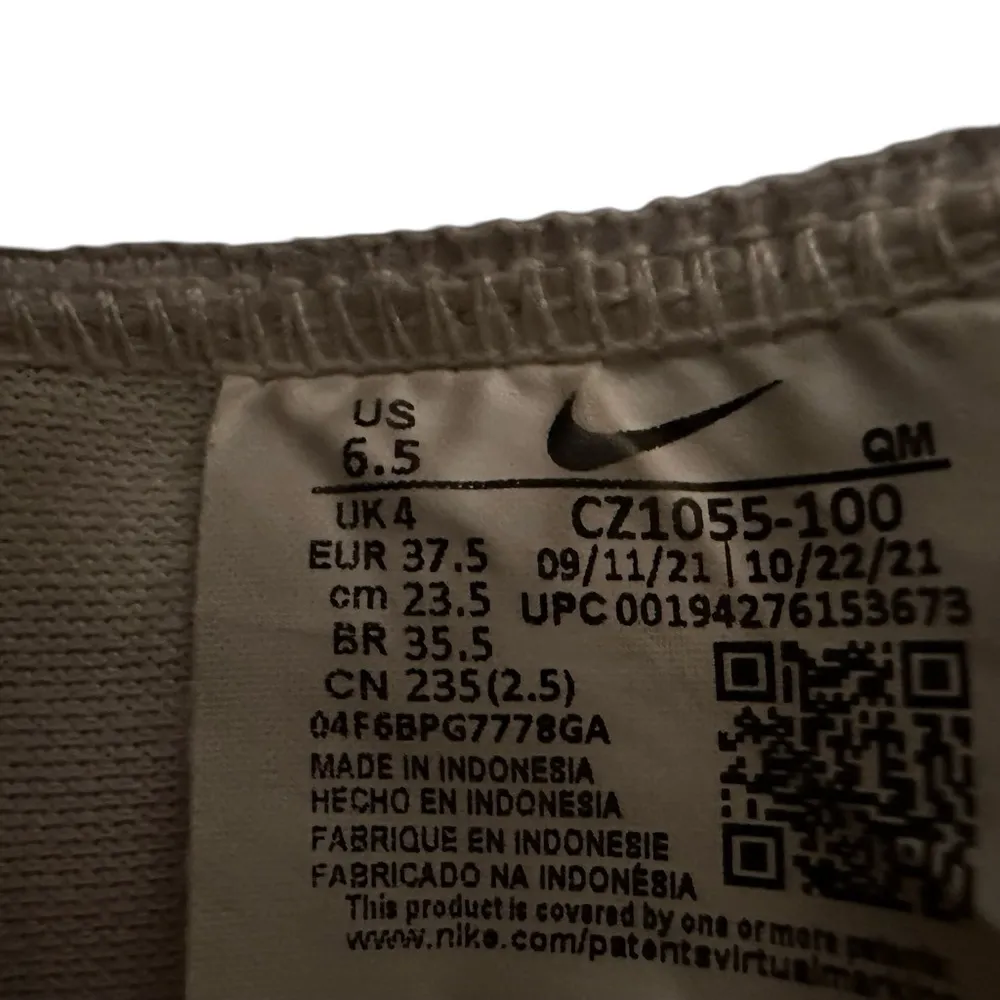 US
6.5
QM
UK 4
CZ1055-100
EUR 37.5
09/11/21 | 10/22/21
cm 23.5
UPC 00194276153673
BR 35.5
CN 235(2.5)
04F6BPG7778GA
MADE IN INDONESIA
HECHO EN INDONESIA
FABRIQUE EN INDONESIE
FABRICADO NA INDONÉSIA
This product is covered by one or more patents
www.nike.com/patentsvirtual